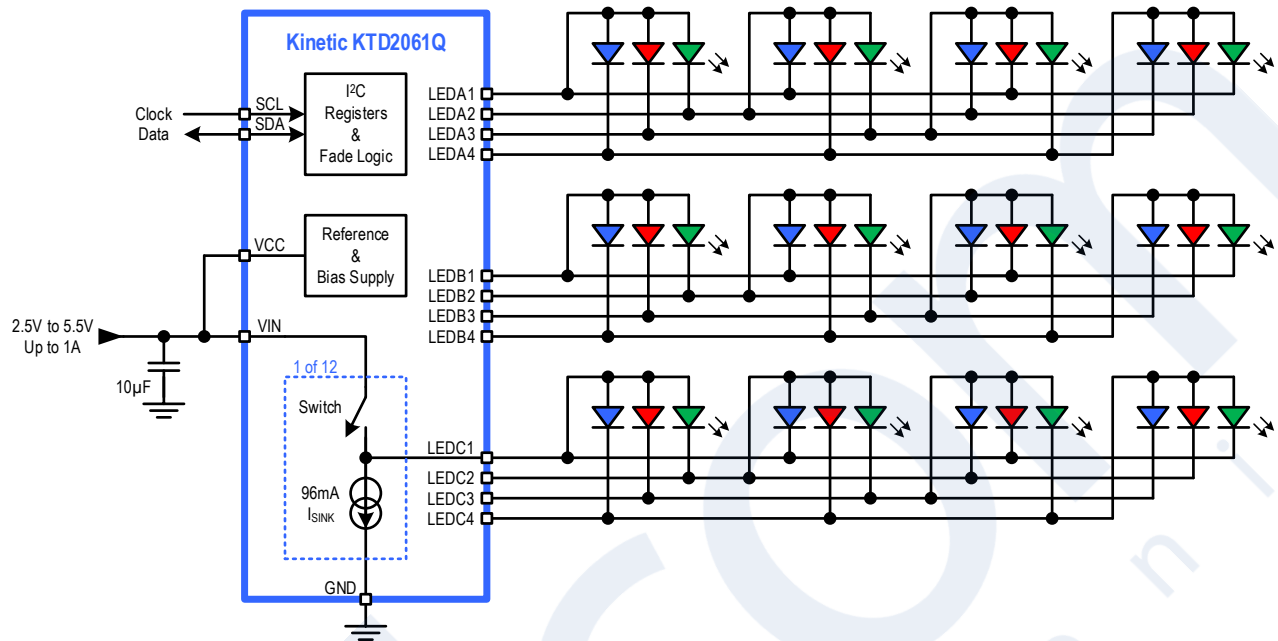 Kinetic KTD2061Q
SCL
SDA
Clock
Data
I²C
Registers
&
Fade Logic
LEDA1
LEDA2
LEDA3
LEDA4
VCC
Reference
&
Bias Supply
LEDB1
LEDB2
LEDB3
LEDB4
2.5V to 5.5V
Up to 1A
VIN
10µF
1 of 12
Switch
96mA
ISINK
LEDC1
LEDC2
LEDC3
LEDC4
GND
com
n i